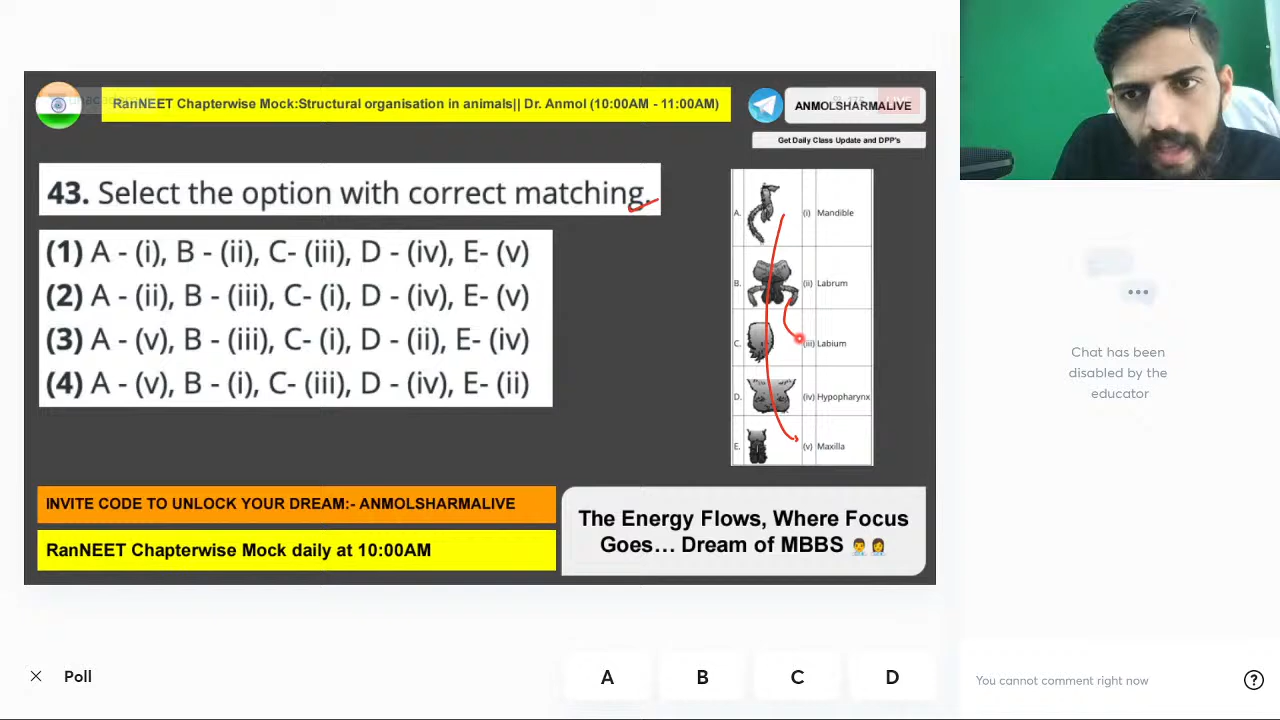 RanNEET Chapterwise Mock:Structural organisation in animals|| Dr. Anmol (10:00AM - 11:00AM)
ANMOLSHARMALIVE
Get Daily Class Update and DPP's
43. Select the option with correct matching.
(1) A - (i), B - (ii), C- (iii), D - (iv), E- (v)
(2) A - (ii), B - (iii), C- (i), D - (iv), E- (v)
(3) A - (v), B - (iii), C- (i), D - (ii), E- (iv)
(4) A - (v), B - (i), C- (iii), D - (iv), E- (ii)
A. (i) Mandible
B. (ii) Labrum
C. (iii) Labium
D. (iv) Hypopharynx
E. (v) Maxilla
INVITE CODE TO UNLOCK YOUR DREAM:- ANMOLSHARMALIVE
RanNEET Chapterwise Mock daily at 10:00AM
The Energy Flows, Where Focus
Goes... Dream of MBBS
Chat has been
disabled by the
educator
Poll
A B C D
You cannot comment right now